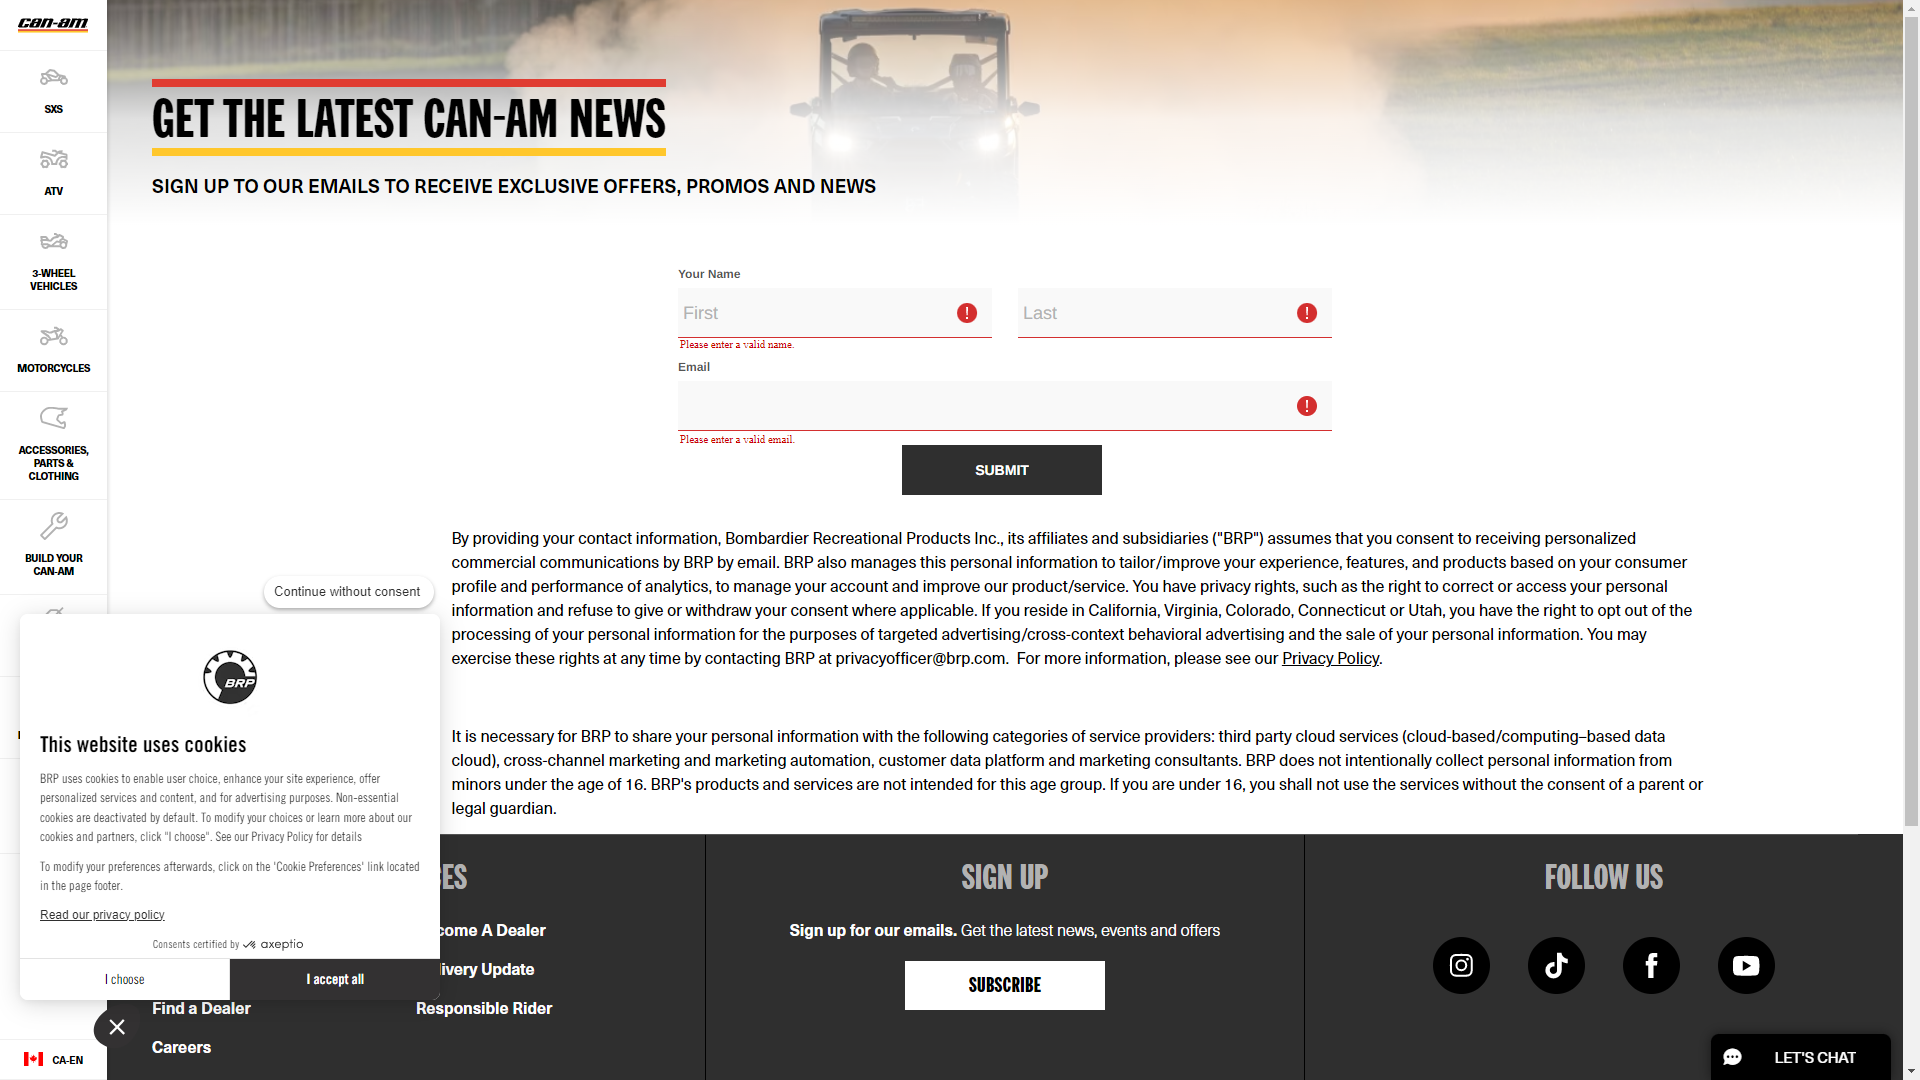 can-am
SXS
ATV
3-WHEEL
VEHICLES
MOTORCYCLES
ACCESSORIES,
PARTS &
CLOTHING
BUILD YOUR
CAN-AM
CA-EN
GET THE LATEST CAN-AM NEWS
SIGN UP TO OUR EMAILS TO RECEIVE EXCLUSIVE OFFERS, PROMOS AND NEWS
Your Name
First
Last
Please enter a valid name.
Email
Please enter a valid email.
SUBMIT
By providing your contact information, Bombardier Recreational Products Inc., its affiliates and subsidiaries ("BRP") assumes that you consent to receiving personalized
commercial communications by BRP by email. BRP also manages this personal information to tailor/improve your experience, features, and products based on your consumer
profile and performance of analytics, to manage your account and improve our product/service. You have privacy rights, such as the right to correct or access your personal
information and refuse to give or withdraw your consent where applicable. If you reside in California, Virginia, Colorado, Connecticut or Utah, you have the right to opt out of the
processing of your personal information for the purposes of targeted advertising/cross-context behavioral advertising and the sale of your personal information. You may
exercise these rights at any time by contacting BRP at privacyofficer@brp.com.  For more information, please see our Privacy Policy.
It is necessary for BRP to share your personal information with the following categories of service providers: third party cloud services (cloud-based/computing–based data
cloud), cross-channel marketing and marketing automation, customer data platform and marketing consultants. BRP does not intentionally collect personal information from
minors under the age of 16. BRP's products and services are not intended for this age group. If you are under 16, you shall not use the services without the consent of a parent or
legal guardian.
Continue without consent
BRP
This website uses cookies
BRP uses cookies to enable user choice, enhance your site experience, offer
personalized services and content, and for advertising purposes. Non-essential
cookies are deactivated by default. To modify your choices or learn more about our
cookies and partners, click "I choose". See our Privacy Policy for details
To modify your preferences afterwards, click on the 'Cookie Preferences' link located
in the page footer.
Read our privacy policy
Consents certified by axeptio
I choose
I accept all
Find a Dealer
Careers
come A Dealer
livery Update
Responsible Rider
SIGN UP
Sign up for our emails. Get the latest news, events and offers
SUBSCRIBE
FOLLOW US
LET'S CHAT